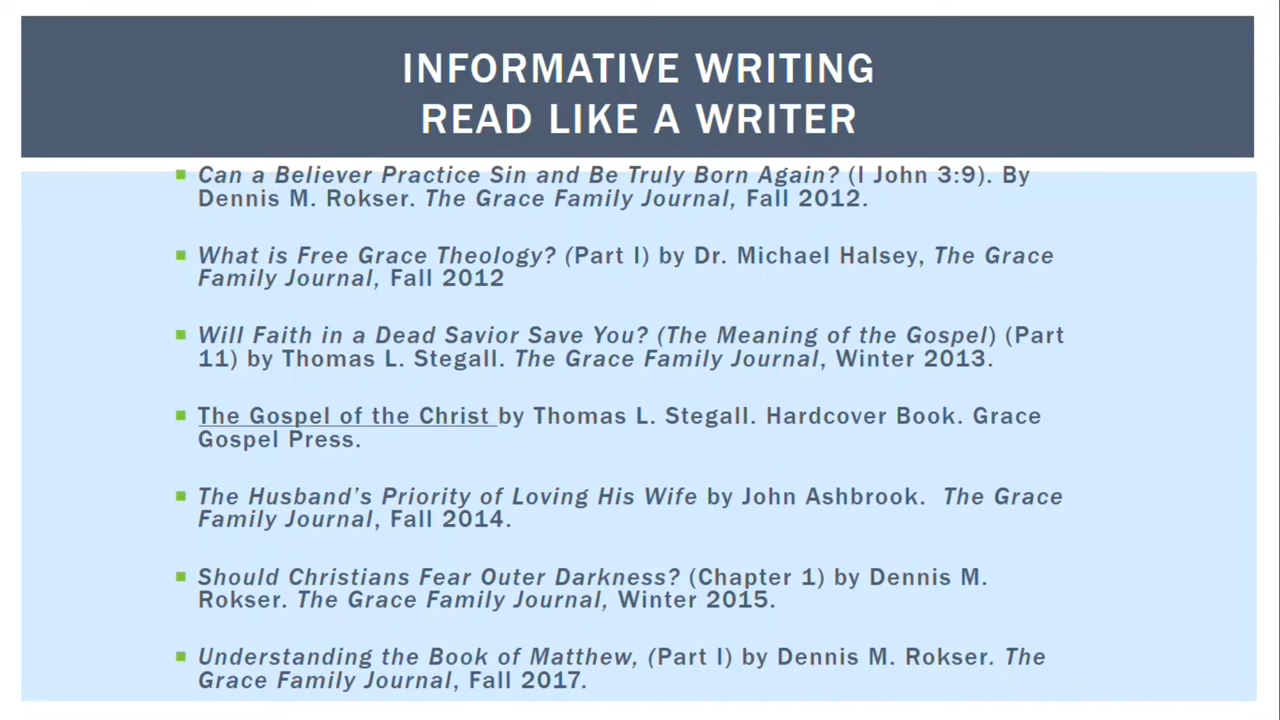 INFORMATIVE WRITING
READ LIKE A WRITER
Can a Believer Practice Sin and Be Truly Born Again? (I John 3:9). By
Dennis M. Rokser. The Grace Family Journal, Fall 2012.
What is Free Grace Theology? (Part I) by Dr. Michael Halsey, The Grace
Family Journal, Fall 2012
Will Faith in a Dead Savior Save You? (The Meaning of the Gospel) (Part
11) by Thomas L. Stegall. The Grace Family Journal, Winter 2013.
The Gospel of the Christ by Thomas L. Stegall. Hardcover Book. Grace
Gospel Press.
The Husband's Priority of Loving His Wife by John Ashbrook. The Grace
Family Journal, Fall 2014.
Should Christians Fear Outer Darkness? (Chapter 1) by Dennis M.
Rokser. The Grace Family Journal, Winter 2015.
Understanding the Book of Matthew, (Part I) by Dennis M. Rokser. The
Grace Family Journal, Fall 2017.